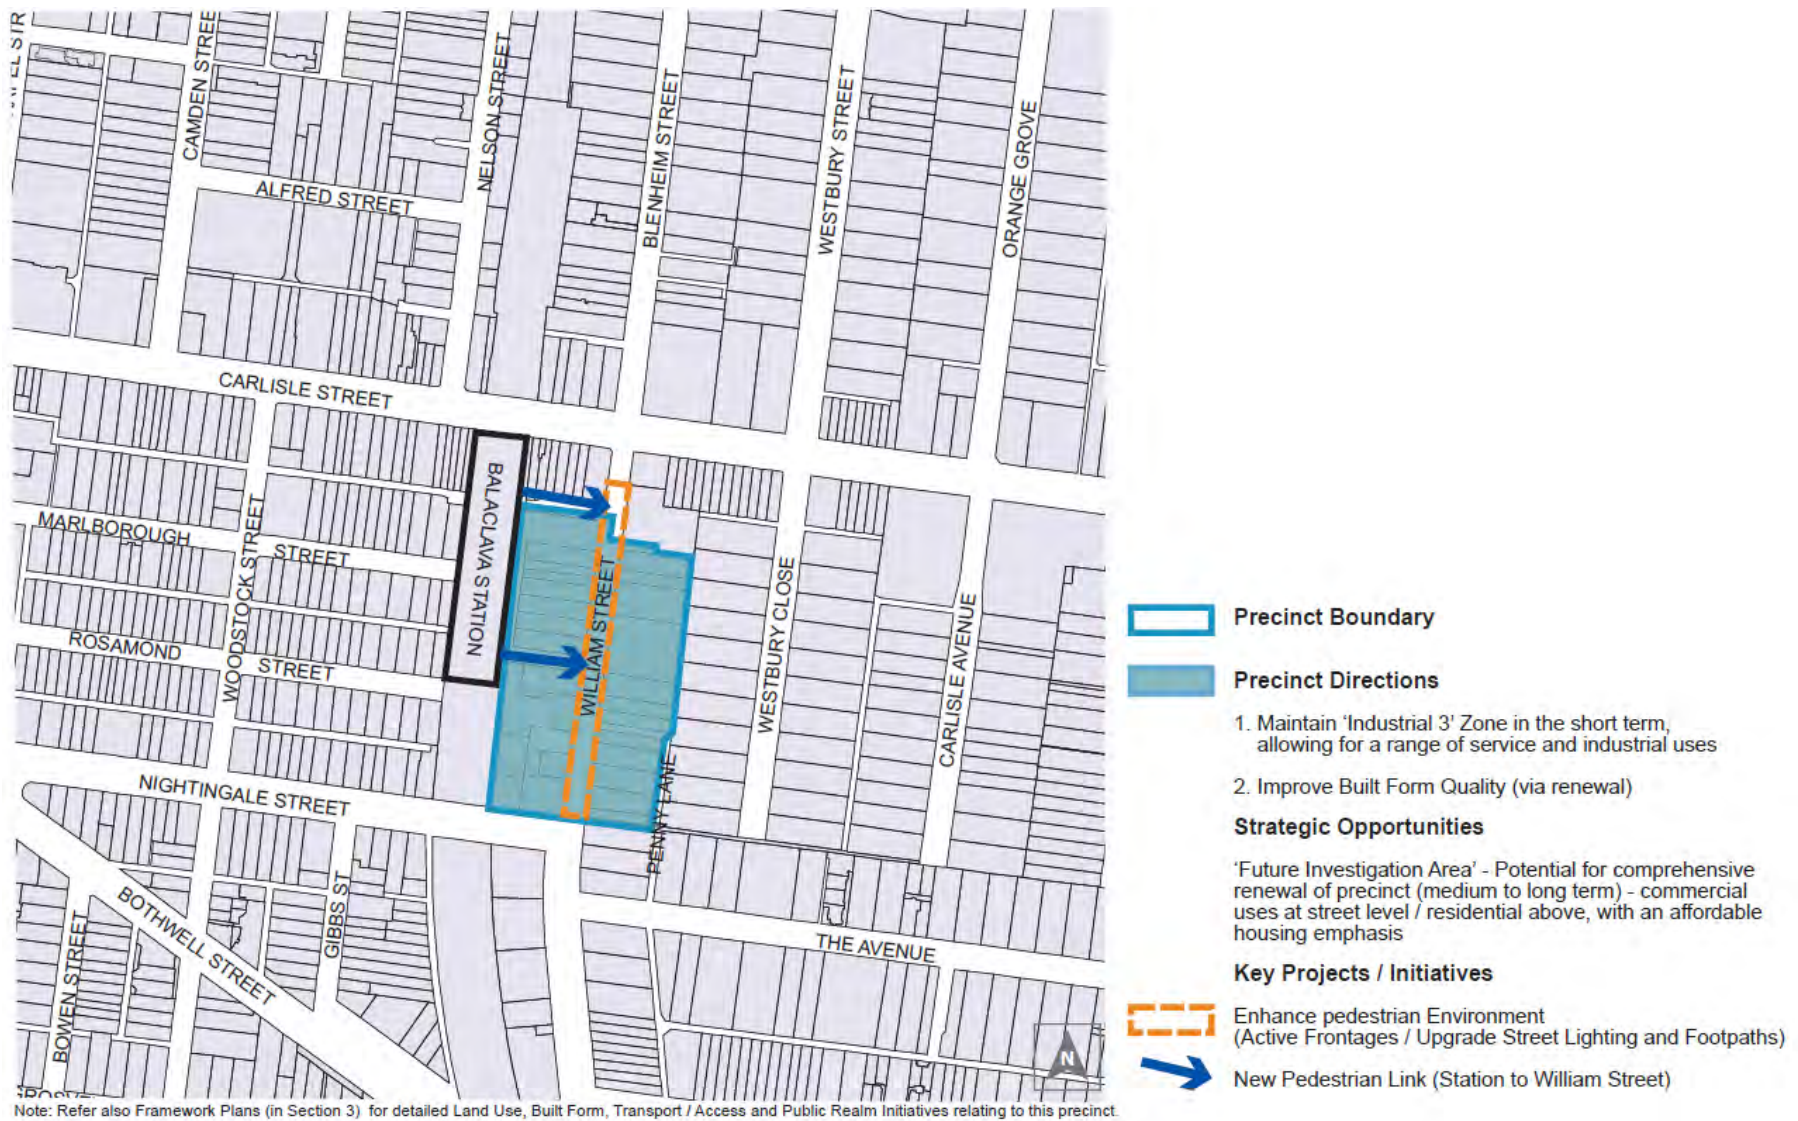 CAMDEN STREE
NELSON STREET
BLENHEIM STREET
WESTBURY STREET
ORANGE GROVE
ALFRED STREET
CARLISLE STREET
BALACLAVA STATION
MARLBOROUGH STREET
WOODSTOCK STREET
WILLIAM STREET
WESTBURY CLOSE
CARLISLE AVENUE
ROSAMOND STREET
NIGHTINGALE STREET
PENNY LANE
GIBBS ST
BOTHWELL STREET
BOWEN STREET
THE AVENUE
N
Precinct Boundary
Precinct Directions
1. Maintain ‘Industrial 3’ Zone in the short term,
allowing for a range of service and industrial uses
2. Improve Built Form Quality (via renewal)
Strategic Opportunities
‘Future Investigation Area’ - Potential for comprehensive
renewal of precinct (medium to long term) - commercial
uses at street level / residential above, with an affordable
housing emphasis
Key Projects / Initiatives
Enhance pedestrian Environment
(Active Frontages / Upgrade Street Lighting and Footpaths)
New Pedestrian Link (Station to William Street)
Note: Refer also Framework Plans (in Section 3) for detailed Land Use, Built Form, Transport / Access and Public Realm Initiatives relating to this precinct.